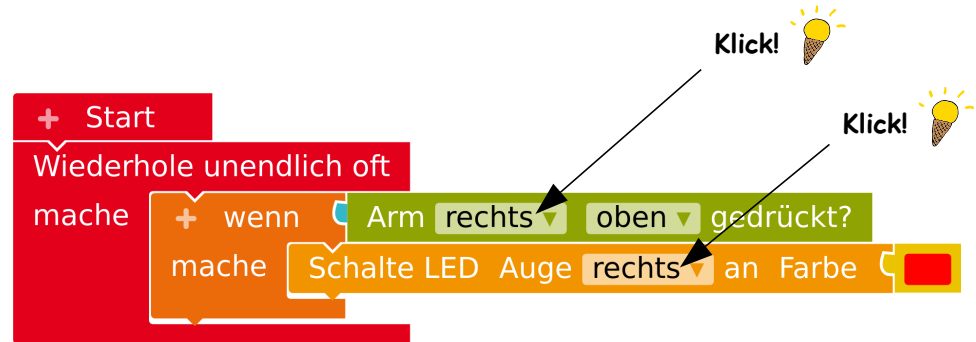 Klick!
Klick!
+ Start
Wiederhole unendlich oft
mache + wenn Arm rechts ▼ oben ▼ gedrückt?
mache Schalte LED Auge rechts ▼ an Farbe